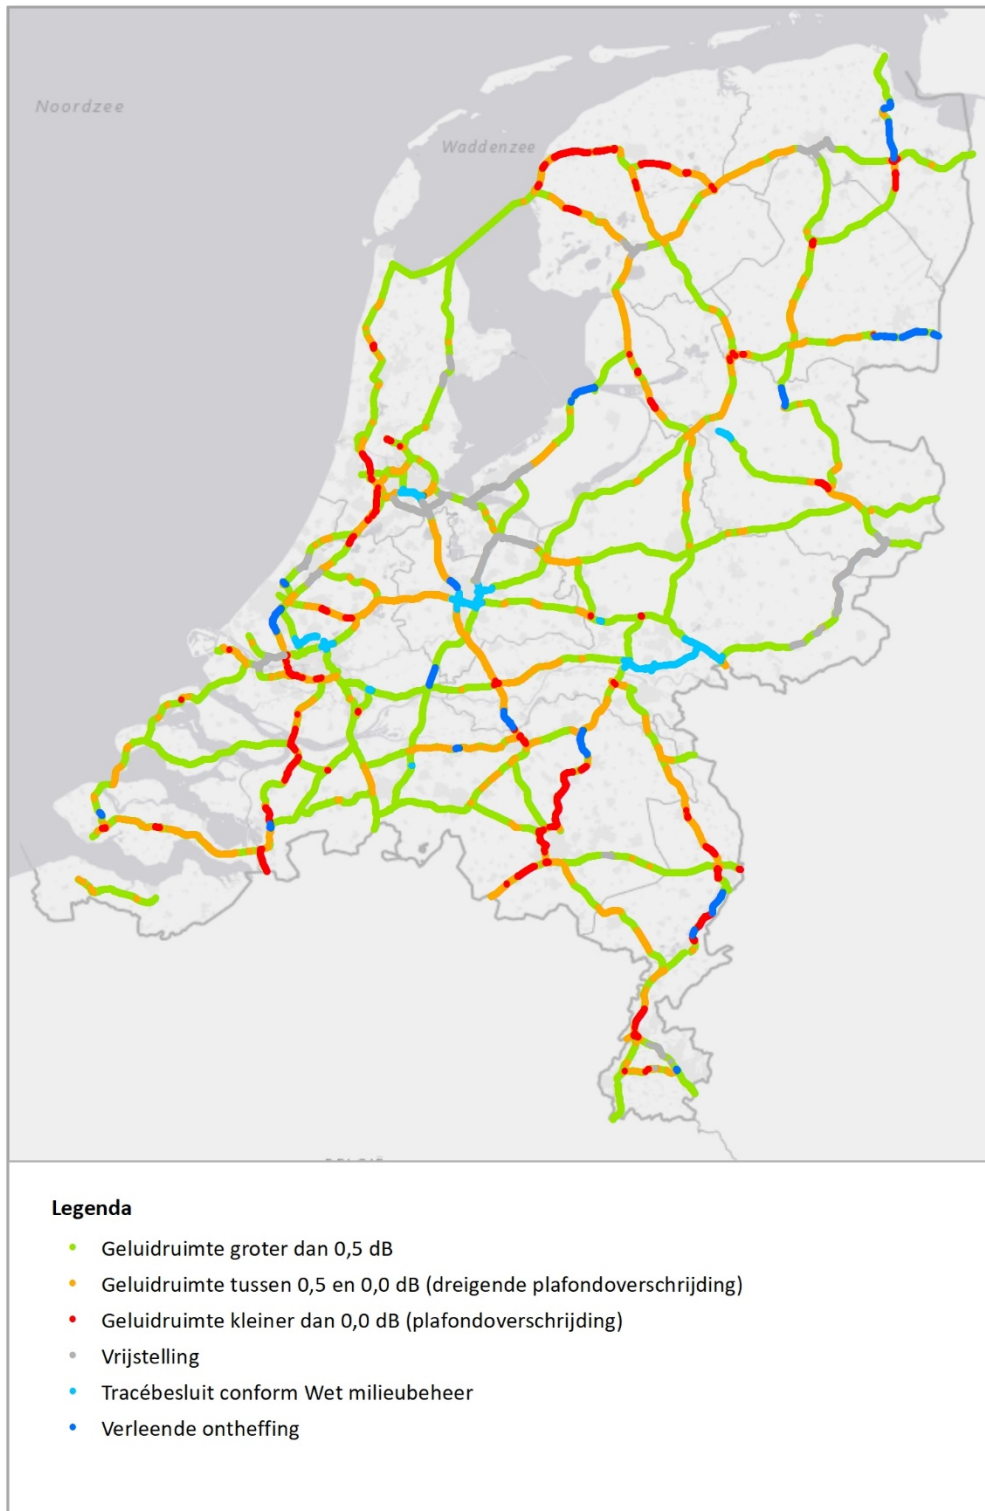 Noordzee
Waddenzee
Legenda
Geluidruimte groter dan 0,5 dB
Geluidruimte tussen 0,5 en 0,0 dB (dreigende plafondoverschrijding)
Geluidruimte kleiner dan 0,0 dB (plafondoverschrijding)
Vrijstelling
Tracébesluit conform Wet milieubeheer
Verleende ontheffing